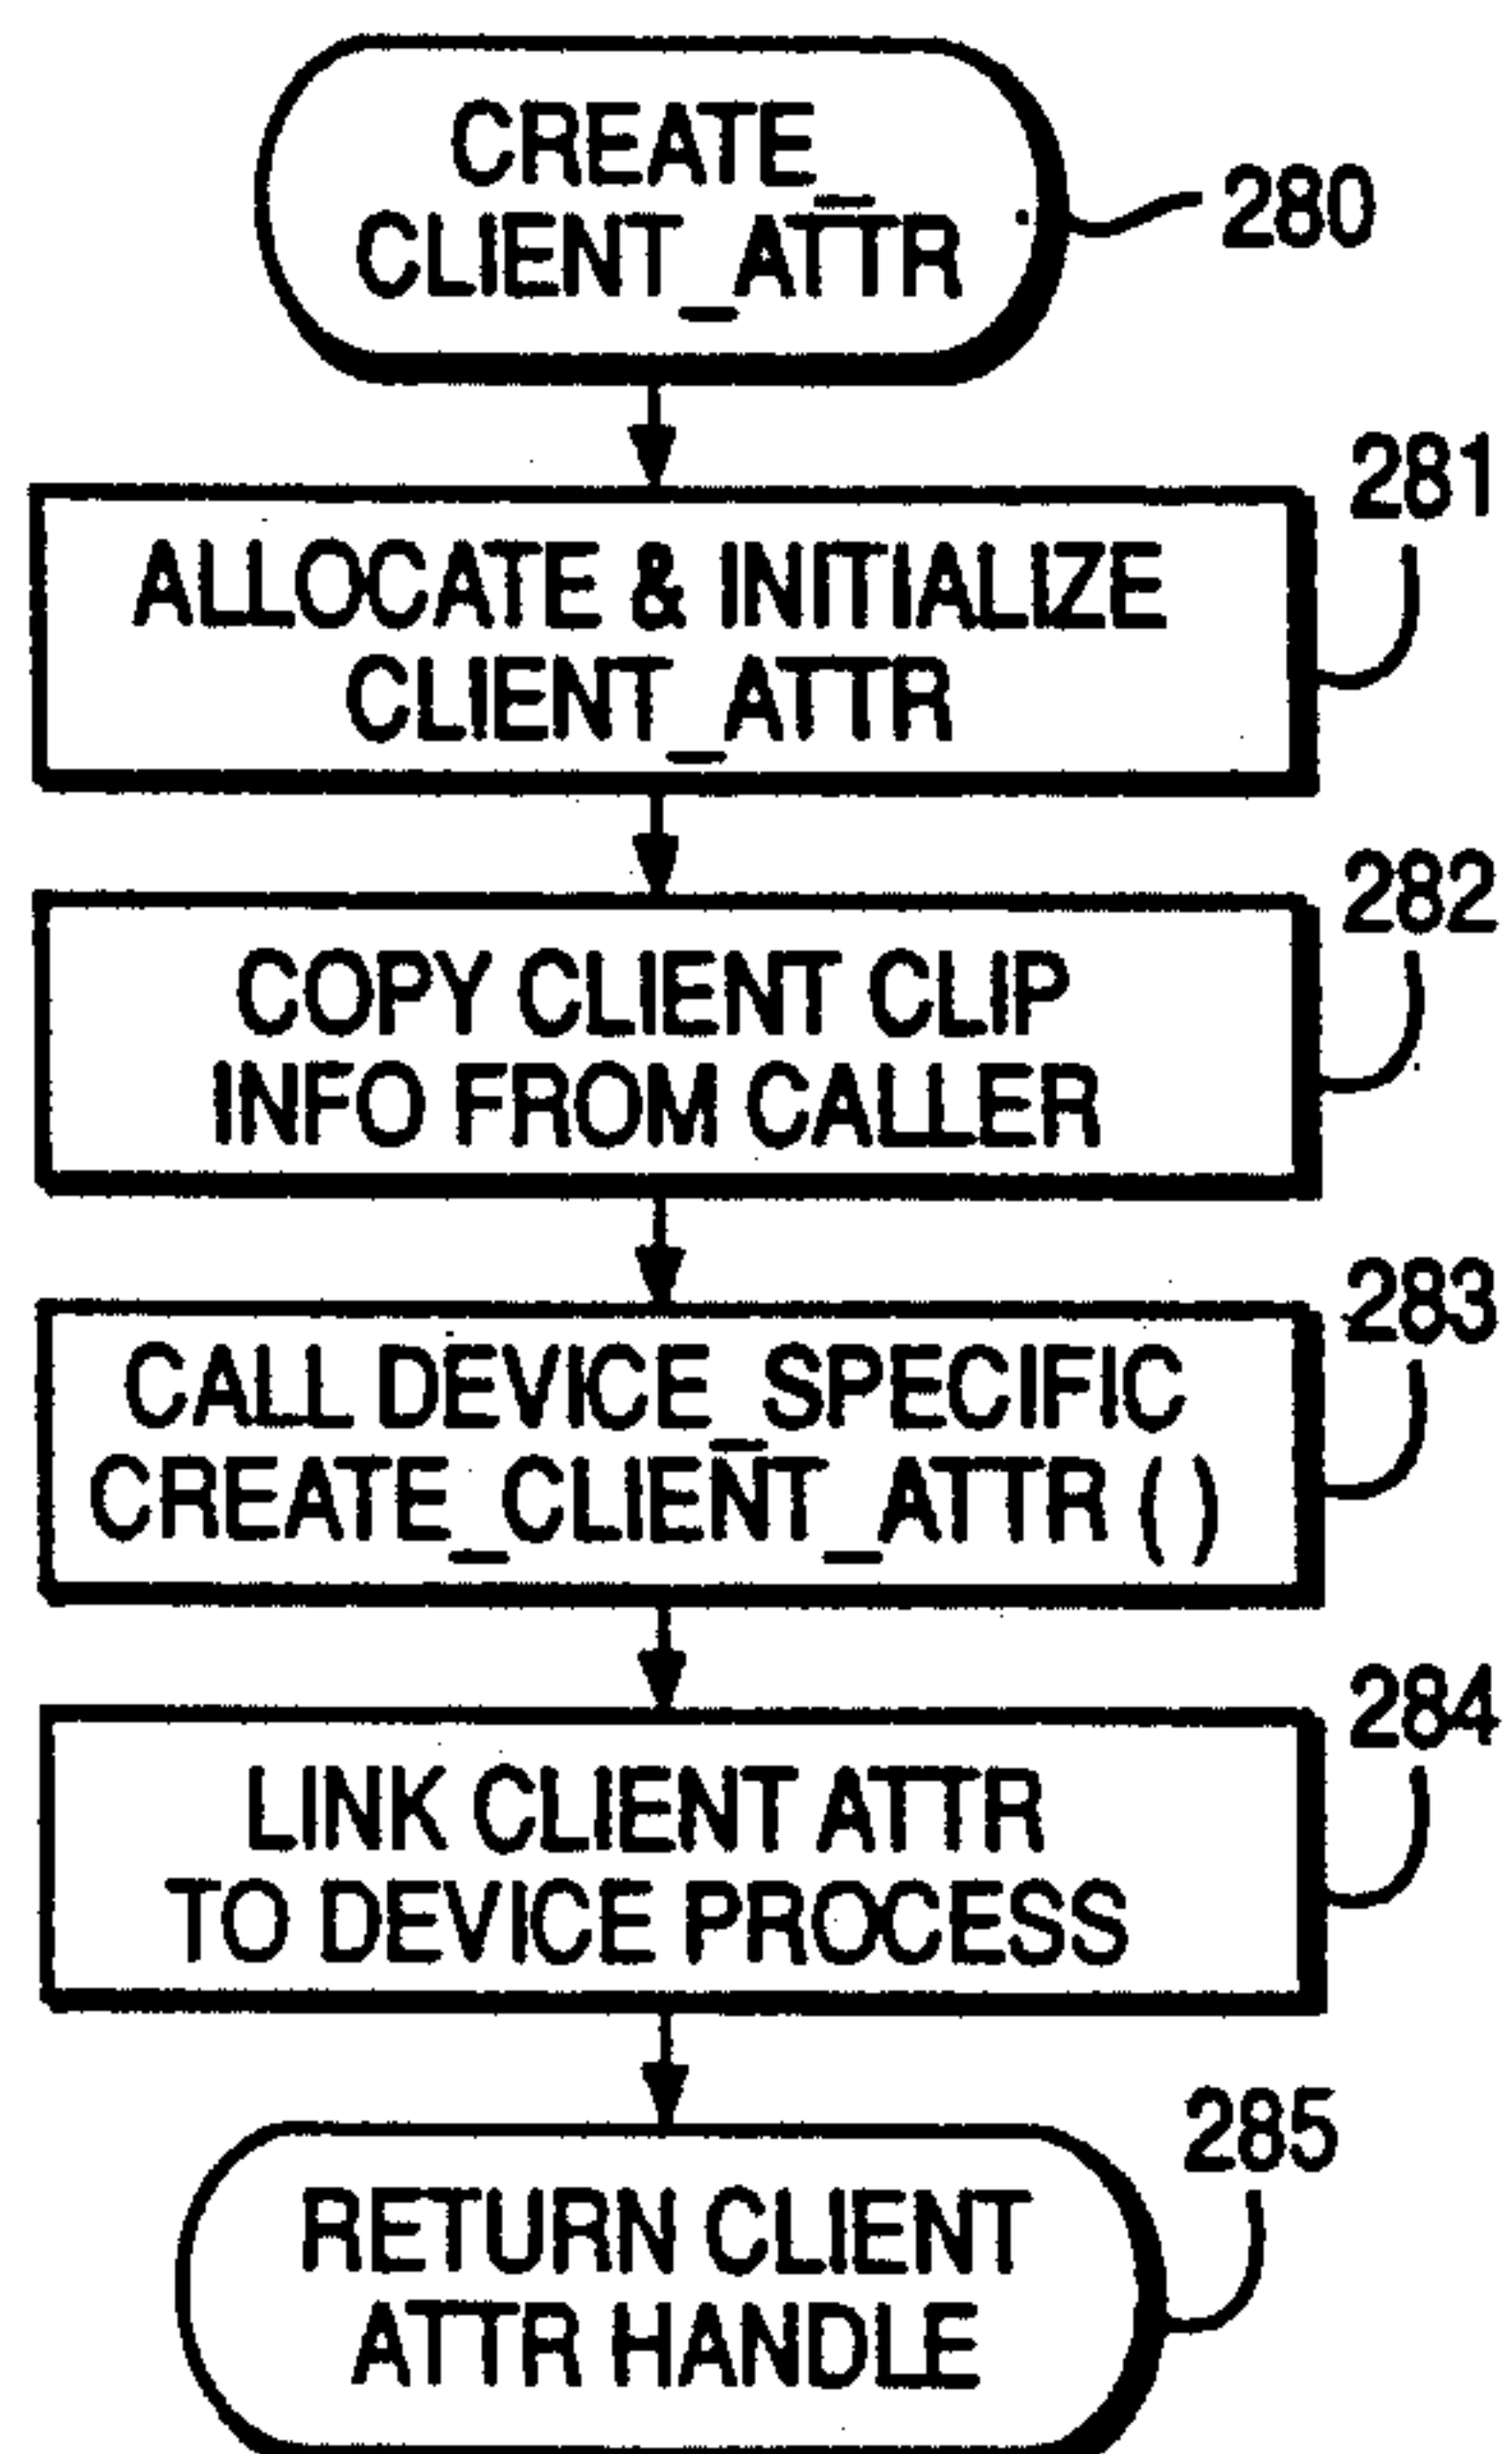 CREATE_
CLIENT_ATTR
280
281
ALLOCATE & INITIALIZE
CLIENT_ATTR
282
COPY CLIENT CLIP
INFO FROM CALLER
283
CALL DEVICE_SPECIFIC
CREATE_CLIENT_ATTR ( )
284
LINK CLIENT ATTR
TO DEVICE PROCESS
285
RETURN CLIENT
ATTR HANDLE